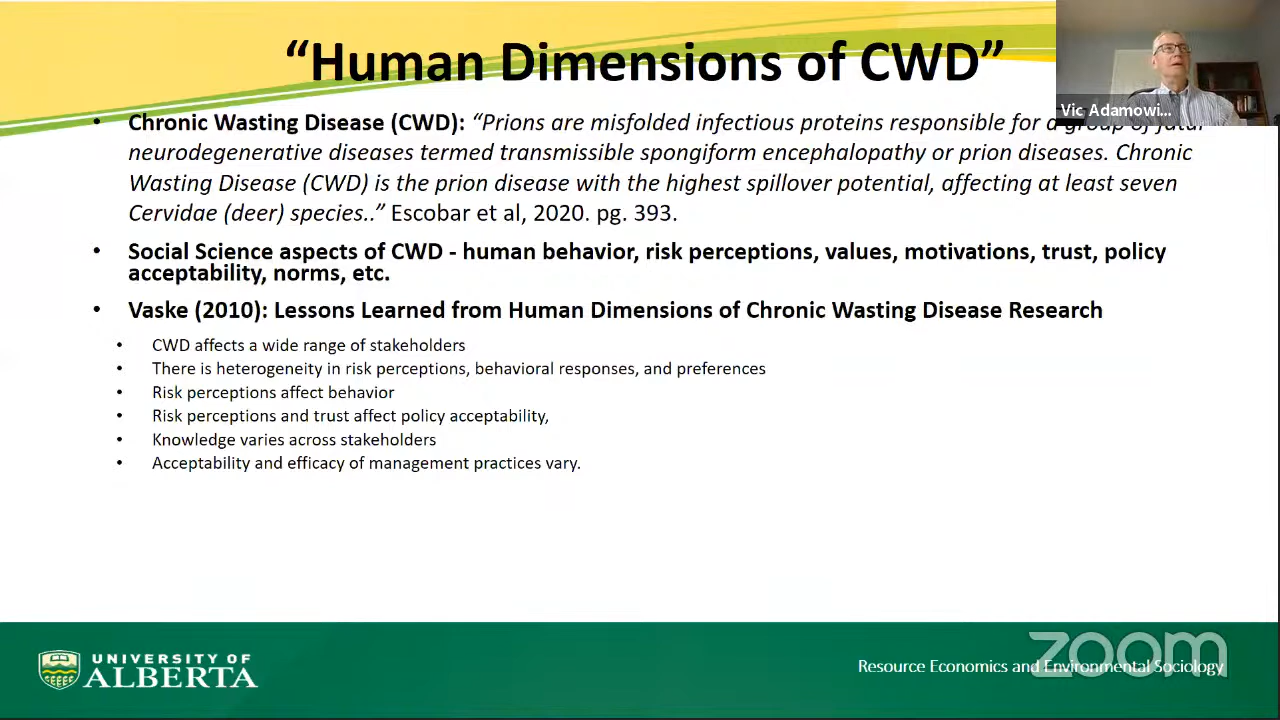 “Human Dimensions of CWD”
Vic Adamowi...
• Chronic Wasting Disease (CWD): “Prions are misfolded infectious proteins responsible for a group of fatal
neurodegenerative diseases termed transmissible spongiform encephalopathy or prion diseases. Chronic
Wasting Disease (CWD) is the prion disease with the highest spillover potential, affecting at least seven
Cervidae (deer) species..” Escobar et al, 2020. pg. 393.
• Social Science aspects of CWD - human behavior, risk perceptions, values, motivations, trust, policy
acceptability, norms, etc.
• Vaske (2010): Lessons Learned from Human Dimensions of Chronic Wasting Disease Research
• CWD affects a wide range of stakeholders
• There is heterogeneity in risk perceptions, behavioral responses, and preferences
• Risk perceptions affect behavior
• Risk perceptions and trust affect policy acceptability,
• Knowledge varies across stakeholders
• Acceptability and efficacy of management practices vary.
UNIVERSITY OF
ALBERTA
Resource Economics and Environmental Sociology
zoom